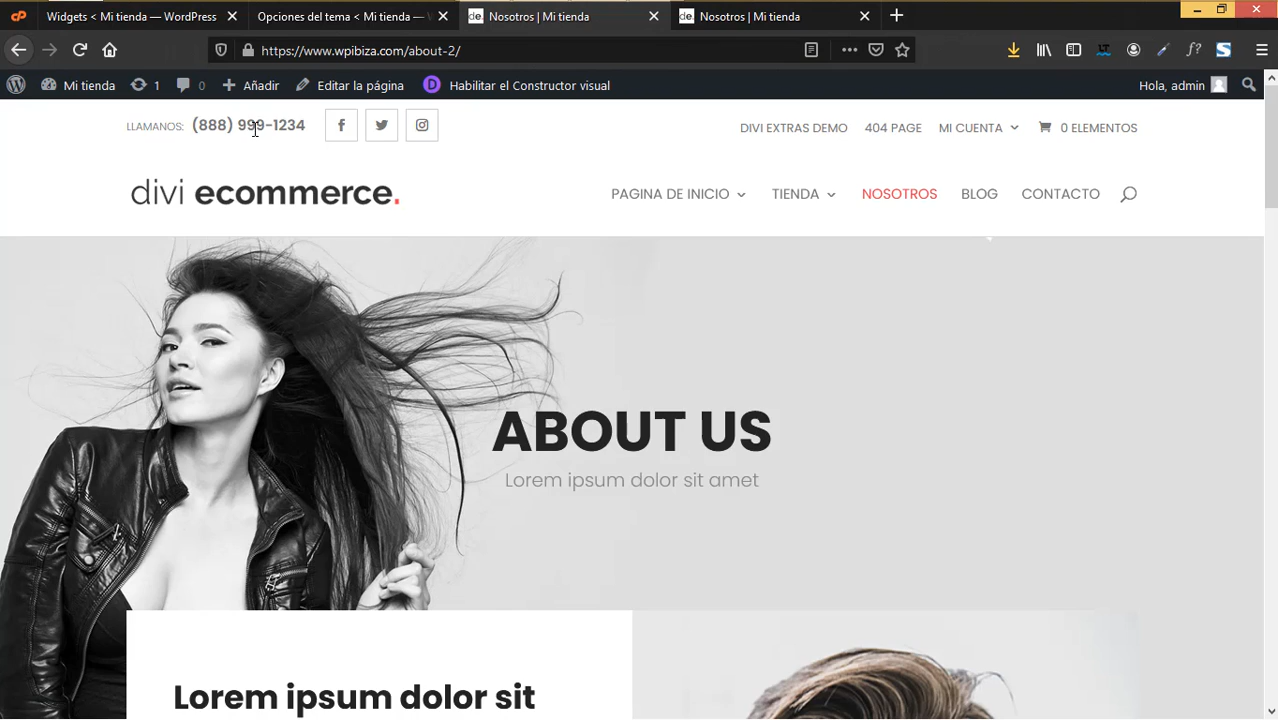 Widgets < Mi tienda — WordPress
Opciones del tema < Mi tienda —
de. Nosotros | Mi tienda
de. Nosotros | Mi tienda
https://www.wpibiza.com/about-2/
Mi tienda 1 0 Añadir Editar la página D Habilitar el Constructor visual Hola, admin
LLAMANOS: (888) 999-1234
DIVI EXTRAS DEMO 404 PAGE MI CUENTA 0 ELEMENTOS
divi ecommerce.
PAGINA DE INICIO TIENDA NOSOTROS BLOG CONTACTO
ABOUT US
Lorem ipsum dolor sit amet
Lorem ipsum dolor sit